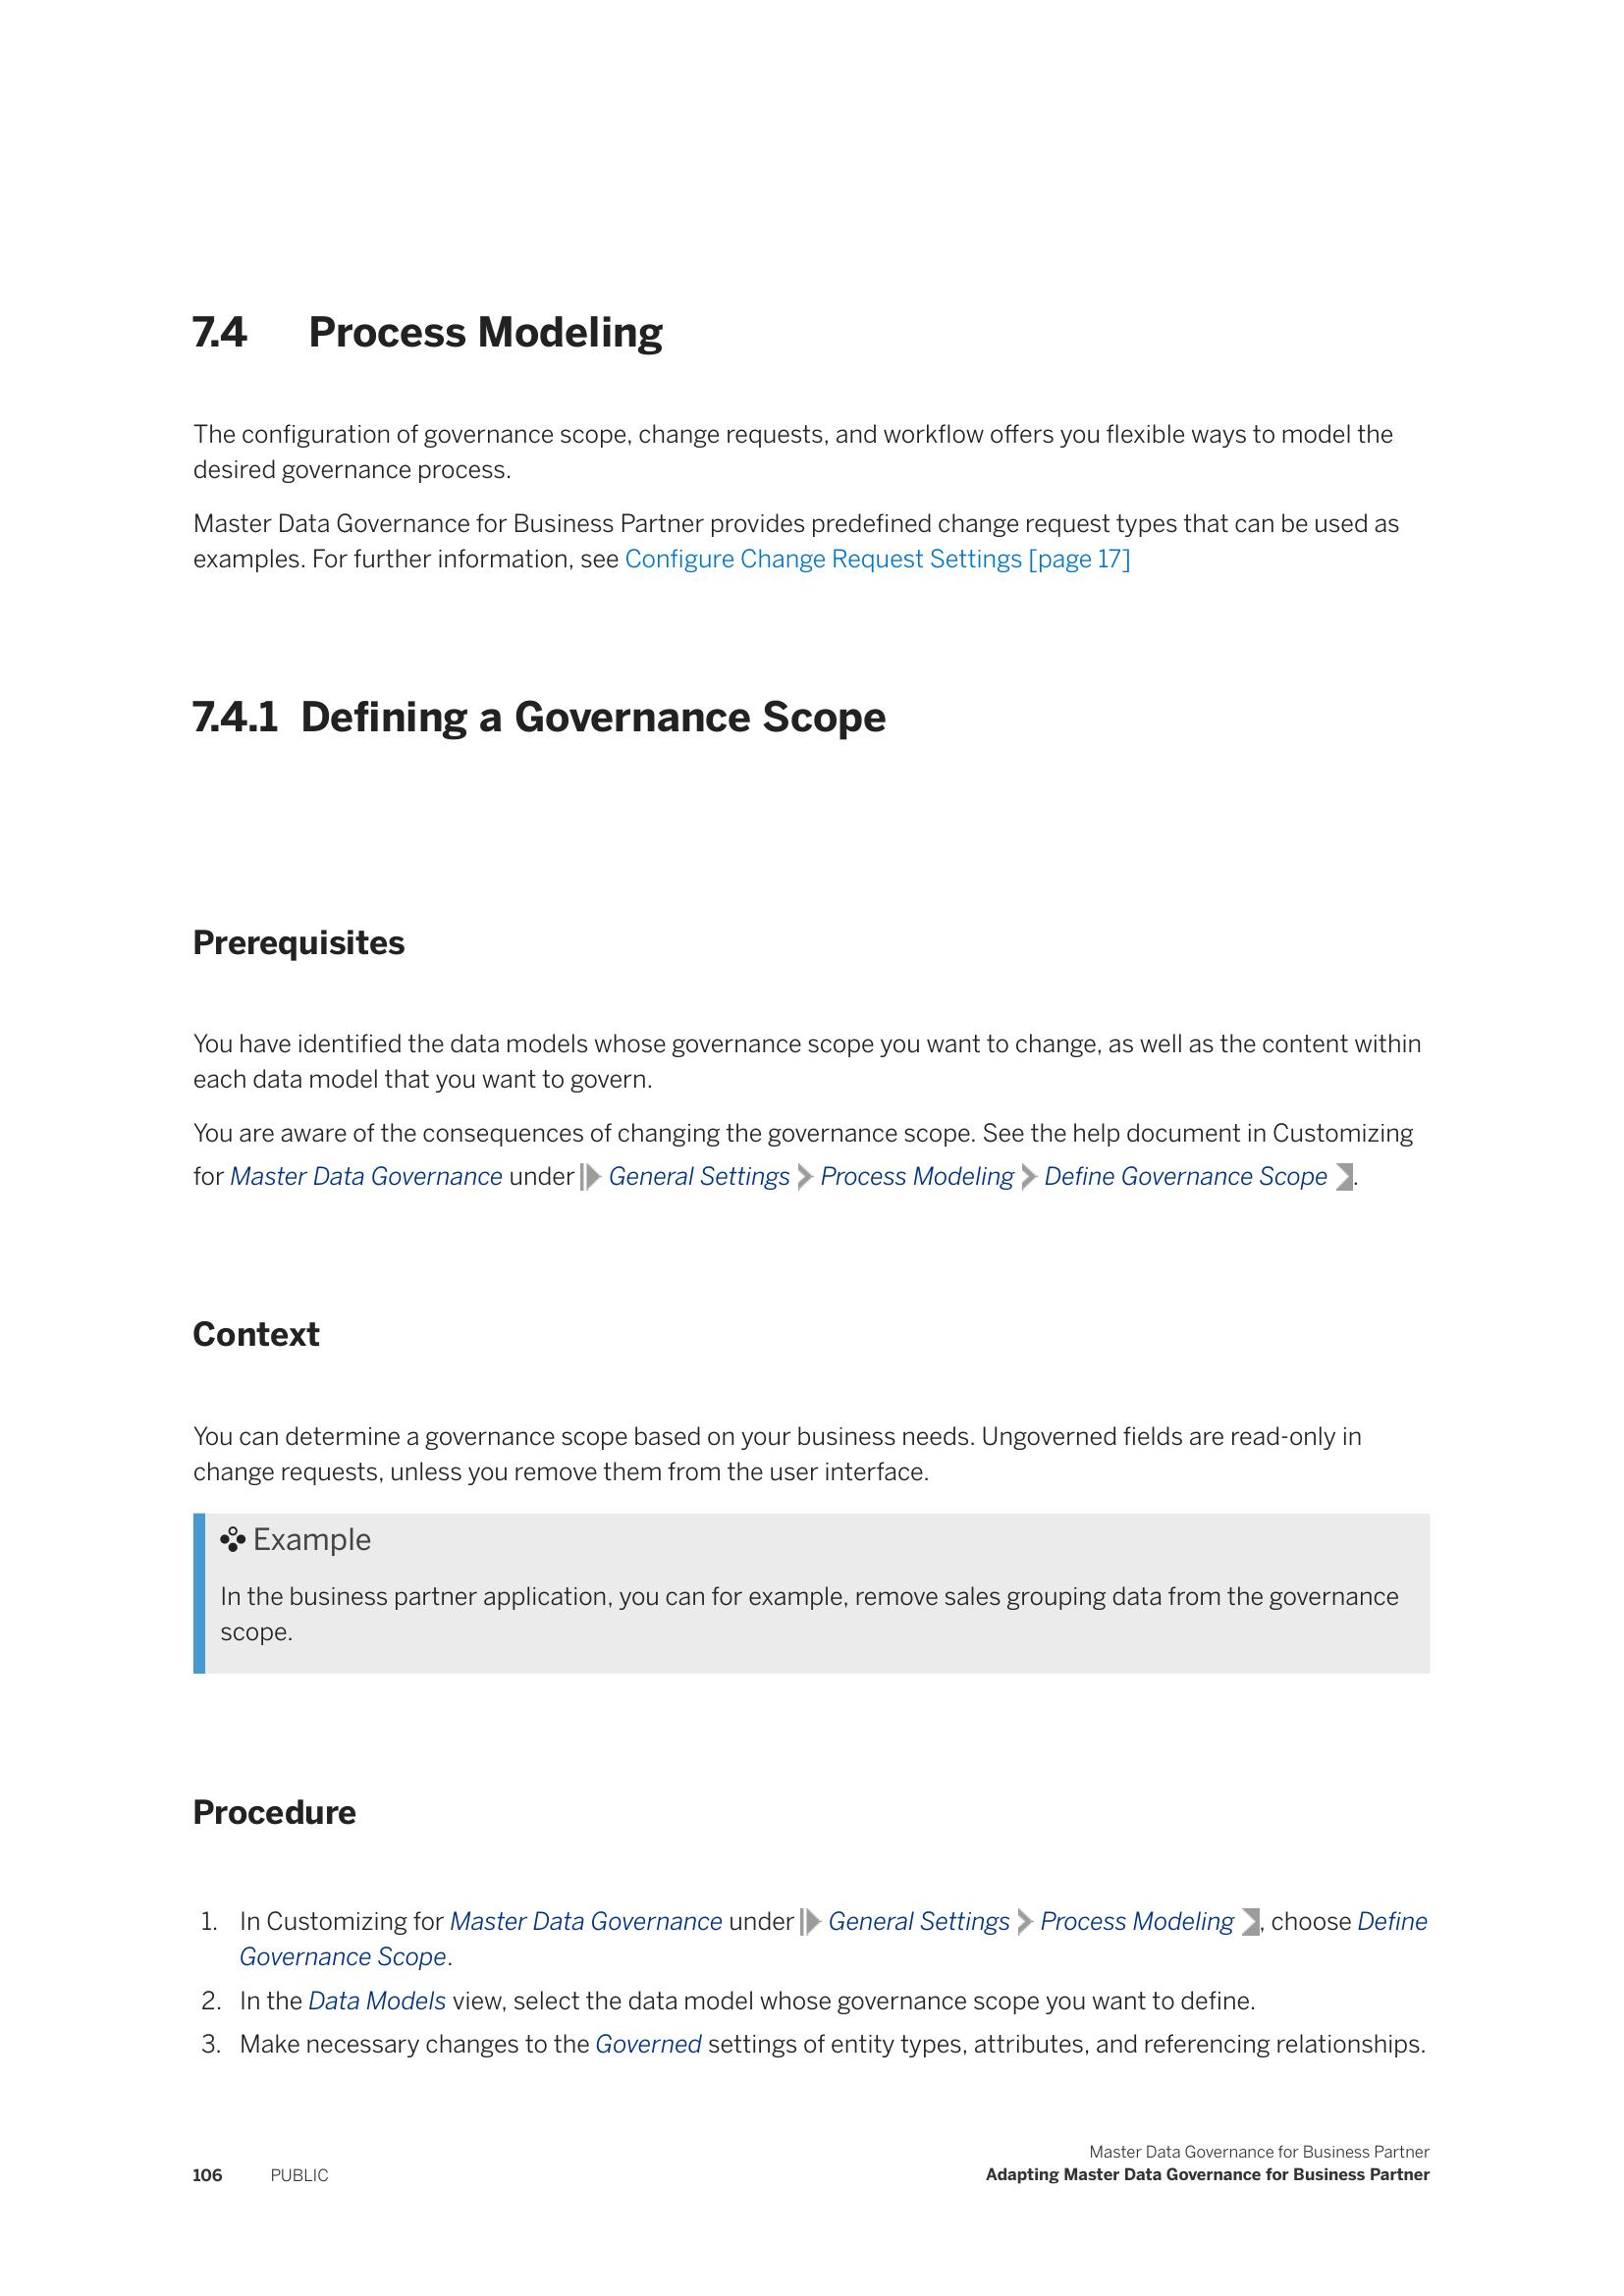 7.4 Process Modeling
The configuration of governance scope, change requests, and workflow offers you flexible ways to model the
desired governance process.
Master Data Governance for Business Partner provides predefined change request types that can be used as
examples. For further information, see Configure Change Request Settings [page 17]
7.4.1 Defining a Governance Scope
Prerequisites
You have identified the data models whose governance scope you want to change, as well as the content within
each data model that you want to govern.
You are aware of the consequences of changing the governance scope. See the help document in Customizing
for Master Data Governance under General Settings Process Modeling Define Governance Scope .
Context
You can determine a governance scope based on your business needs. Ungoverned fields are read-only in
change requests, unless you remove them from the user interface.
Example
In the business partner application, you can for example, remove sales grouping data from the governance
scope.
Procedure
1. In Customizing for Master Data Governance under General Settings Process Modeling , choose Define
Governance Scope.
2. In the Data Models view, select the data model whose governance scope you want to define.
3. Make necessary changes to the Governed settings of entity types, attributes, and referencing relationships.
Master Data Governance for Business Partner
106 PUBLIC Adapting Master Data Governance for Business Partner